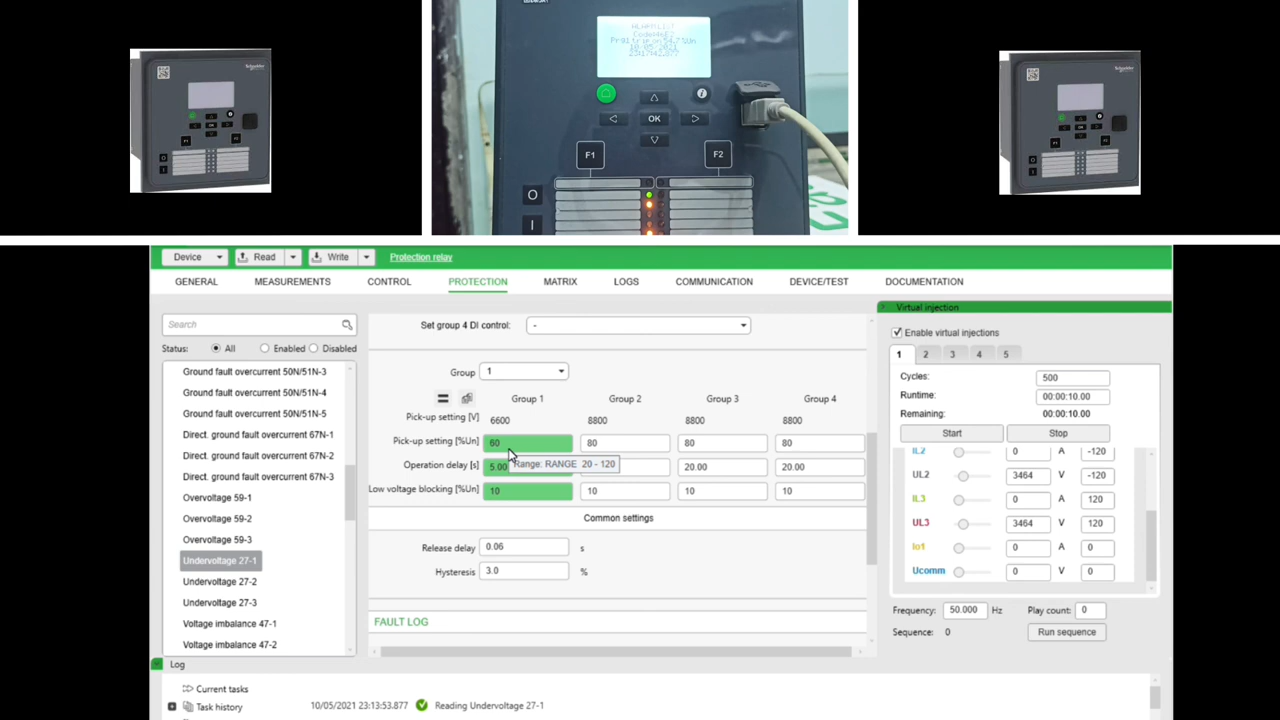 Schneider
Schneider
ALARM LIST
10-05-2021
OK
F1
F2
O
I
Device
Read
Write
Protection relay
GENERAL
MEASUREMENTS
CONTROL
PROTECTION
MATRIX
LOGS
COMMUNICATION
DEVICE/TEST
DOCUMENTATION
Search
Status:
All
Enabled
Disabled
Ground fault overcurrent 50N/51N-3
Ground fault overcurrent 50N/51N-4
Ground fault overcurrent 50N/51N-5
Direct. ground fault overcurrent 67N-1
Direct. ground fault overcurrent 67N-2
Direct. ground fault overcurrent 67N-3
Overvoltage 59-1
Overvoltage 59-2
Overvoltage 59-3
Undervoltage 27-1
Undervoltage 27-2
Undervoltage 27-3
Voltage imbalance 47-1
Voltage imbalance 47-2
Set group 4 DI control: -
Group 1
Group 1 Group 2 Group 3 Group 4
Pick-up setting [V] 6600 8800 8800 8800
Pick-up setting [%Un] 60 80 80 80
Range: RANGE 20 - 120
Operation delay [s] 5.00 20.00 20.00
Low voltage blocking [%Un] 10 10 10 10
Common settings
Release delay 0.06 s
Hysteresis 3.0 %
FAULT LOG
Virtual injection
Enable virtual injections
1 2 3 4 5
Cycles: 500
Runtime: 00:00:10.00
Remaining: 00:00:10.00
Start Stop
IL2 0 A -120
UL2 3464 V -120
IL3 0 A 120
UL3 3464 V 120
Io1 0 A 0
Ucomm 0 V 0
Frequency: 50.000 Hz Play count: 0
Sequence: 0 Run sequence
Log
Current tasks
Task history
10/05/2021 23:13:53.877 Reading Undervoltage 27-1